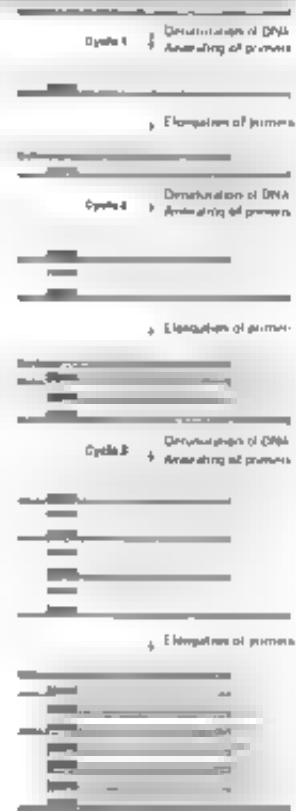 Cycle 1
Denaturation of DNA
Annealing of primers
Elongation of primers
Cycle 2
Denaturation of DNA
Annealing of primers
Elongation of primer
Cycle 3
Denaturation of DNA
Annealing of primers
Elongation of primers